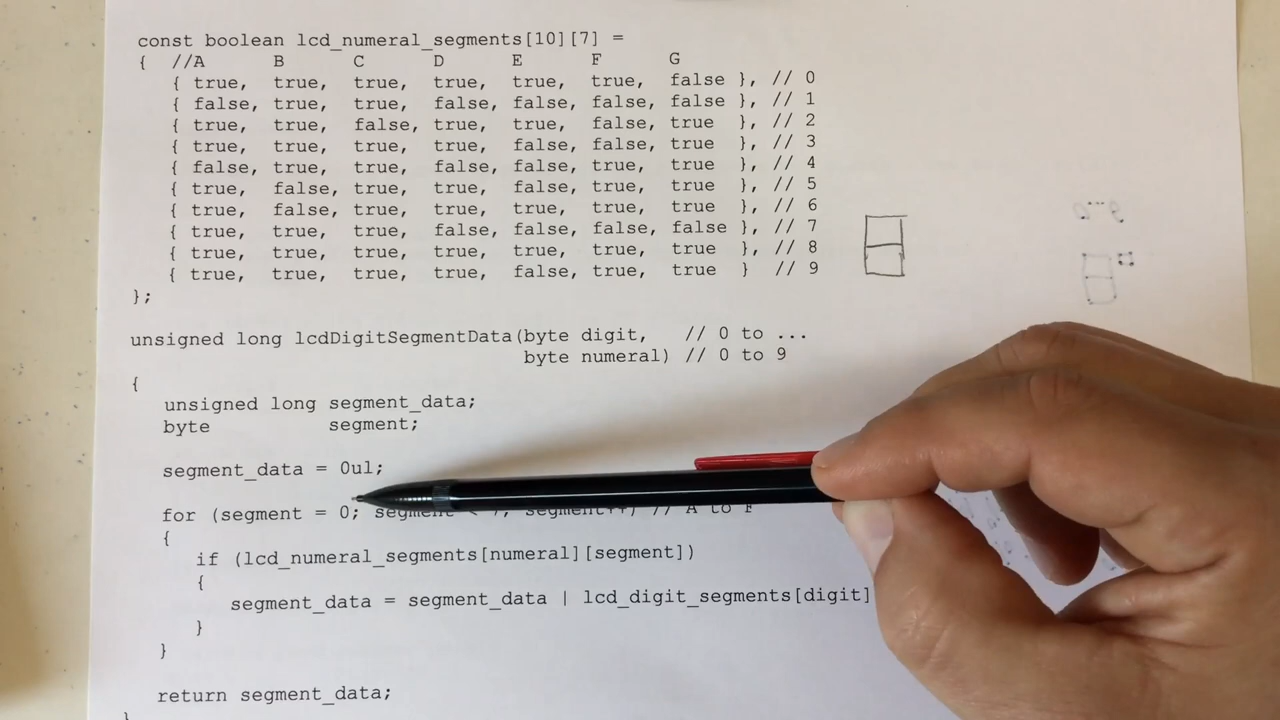 const boolean lcd_numeral_segments[10][7] =
{ //A B C D E F G
{ true, true, true, true, true, true, false }, // 0
{ false, true, true, false, false, false, false }, // 1
{ true, true, false, true, true, false, true }, // 2
{ true, true, true, true, false, false, true }, // 3
{ false, true, true, false, false, true, true }, // 4
{ true, false, true, true, false, true, true }, // 5
{ true, false, true, true, true, true, true }, // 6
{ true, true, true, false, false, false, false }, // 7
{ true, true, true, true, true, true, true }, // 8
{ true, true, true, true, false, true, true } // 9
};
unsigned long lcdDigitSegmentData(byte digit, // 0 to ...
byte numeral) // 0 to 9
{
unsigned long segment_data;
byte segment;
segment_data = 0ul;
for (segment = 0; segment < 7; segment++) // A to F
{
if (lcd_numeral_segments[numeral][segment])
{
segment_data = segment_data | lcd_digit_segments[digit]
}
}
return segment_data;
}